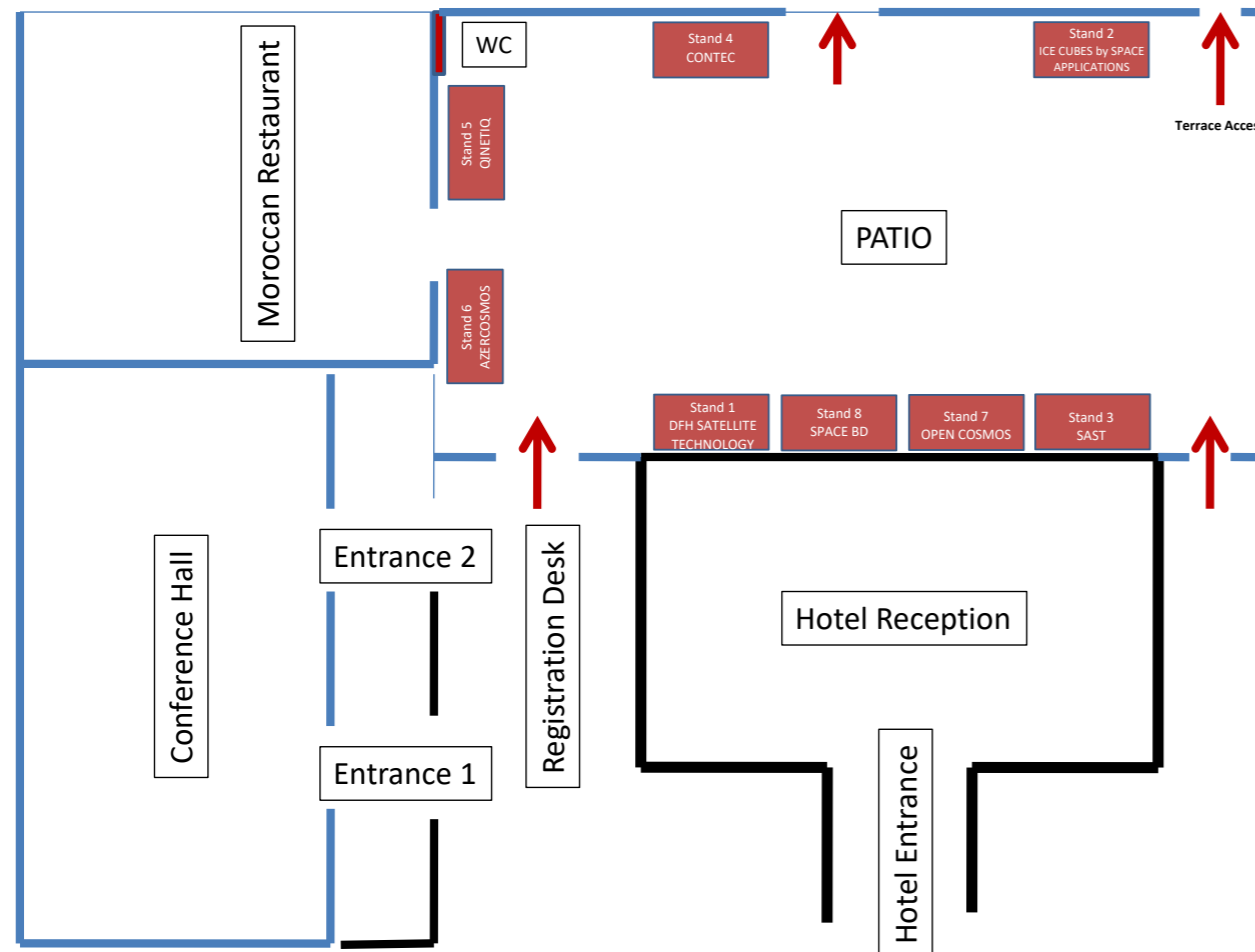 WC
Stand 4
CONTEC
Stand 2
ICE CUBES by SPACE
APPLICATIONS
Terrace Acces
Moroccan Restaurant
Stand 5
QINETIQ
PATIO
Stand 6
AZERCOSMOS
Stand 1
DFH SATELLITE
TECHNOLOGY
Stand 8
SPACE BD
Stand 7
OPEN COSMOS
Stand 3
SAST
Conference Hall
Entrance 2
Registration Desk
Hotel Reception
Entrance 1
Hotel Entrance